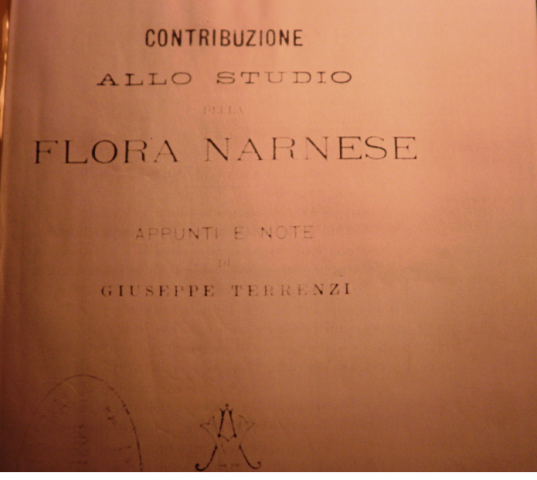 CONTRIBUZIONE
ALLO STUDIO
DELLA
FLORA NARNESE
APPUNTI E NOTE
DI
GIUSEPPE TERRENZI